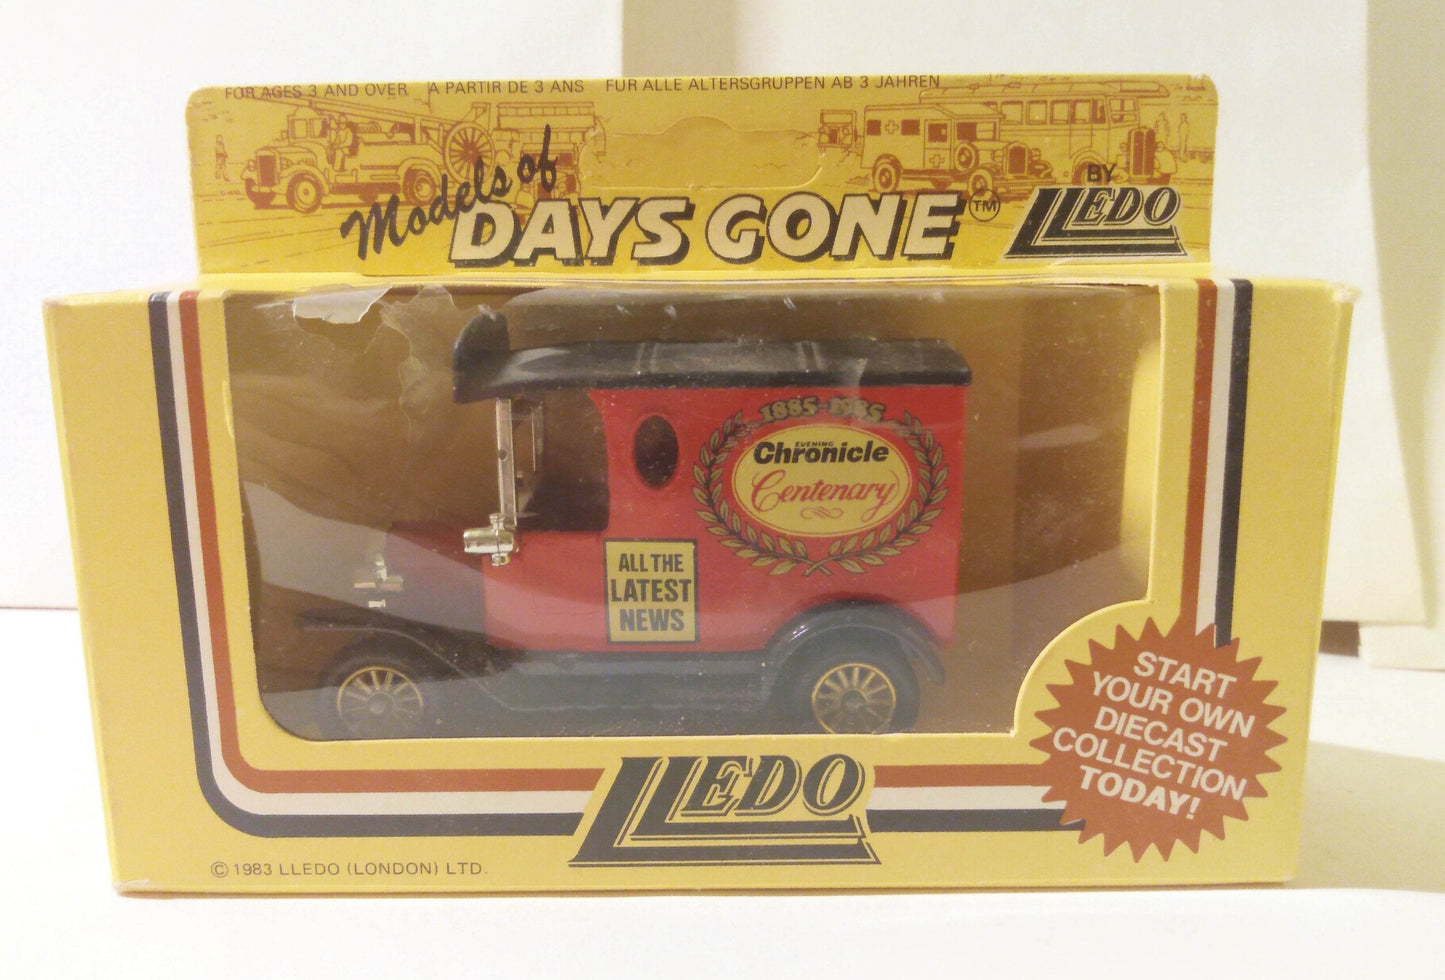 FOR AGES 3 AND OVER A PARTIR DE 3 ANS FUR ALLE ALTERSGRUPPEN AB 3 JAHREN
Models of
DAYS GONE TM
BY
LLEDO
1885-1985
EVENING
Chronicle
Centenary
ALL THE
LATEST
NEWS
START
YOUR OWN
DIECAST
COLLECTION
TODAY!
LLEDO
© 1983 LLEDO (LONDON) LTD.